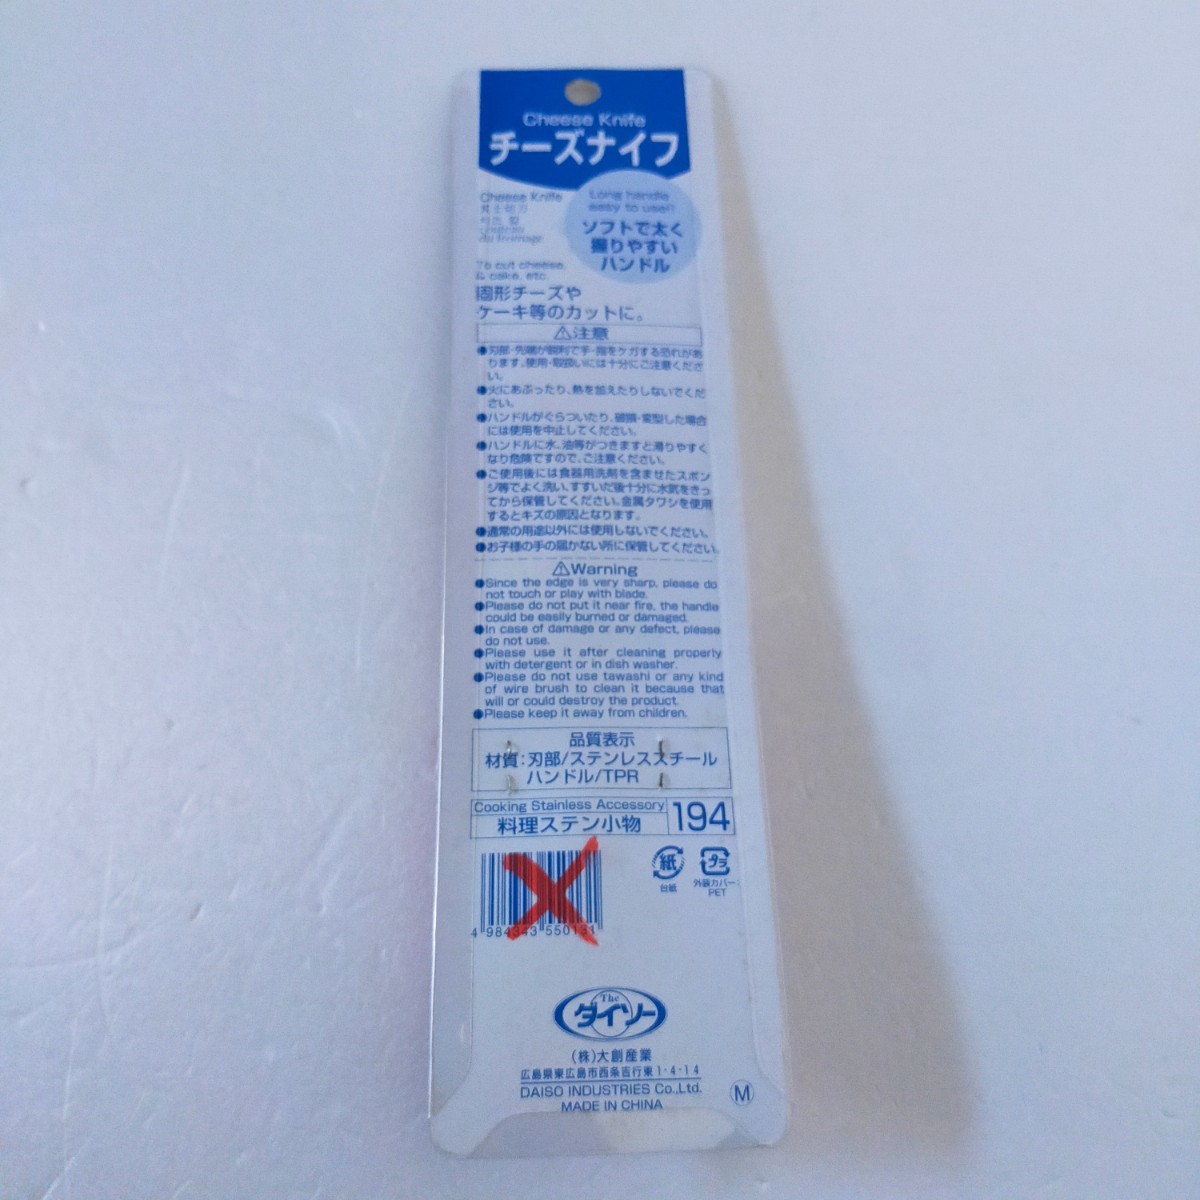 Cheese Knife
チーズナイフ
Long handle
easy to use!!
ソフトで太く
握りやすい
ハンドル
Cheese Knife
couteau
du fromage
To cut cheese,
& cake, etc.
固形チーズや
ケーキ等のカットに。
⚠注意
●刃部・先端が鋭利で手・指をケガする恐れがあ
ります。使用・取扱いには十分にご注意くださ
い。
●火にあぶったり、熱を加えたりしないでくだ
さい。
●ハンドルがぐらついたり、破損・変型した場合
には使用を中止してください。
●ハンドルに水、油等がつきますと滑りやすく
なり危険ですので、ご注意ください。
●ご使用後には食器用洗剤を含ませたスポン
ジ等でよく洗い、すすいだ後十分に水気をきっ
てから保管してください。金属タワシを使用
するとキズの原因となります。
●通常の用途以外には使用しないでください。
●お子様の手の届かない所に保管してください。
⚠Warning
●Since the edge is very sharp, please do
not touch or play with blade.
●Please do not put it near fire, the handle
could be easily burned or damaged.
●In case of damage or any defect, please
do not use.
●Please use it after cleaning properly
with detergent or in dish washer.
●Please do not use tawashi or any kind
of wire brush to clean it because that
will or could destroy the product.
●Please keep it away from children.
品質表示
材質：刃部/ステンレススチール
ハンドル/TPR
Cooking Stainless Accessory
料理ステン小物
194
紙
台紙
プラ
外装カバー：
PET
4 984343 550131
The
ダイソー
(株)大創産業
広島県東広島市西条吉行東1-4-14
DAISO INDUSTRIES Co.,Ltd.
MADE IN CHINA
M